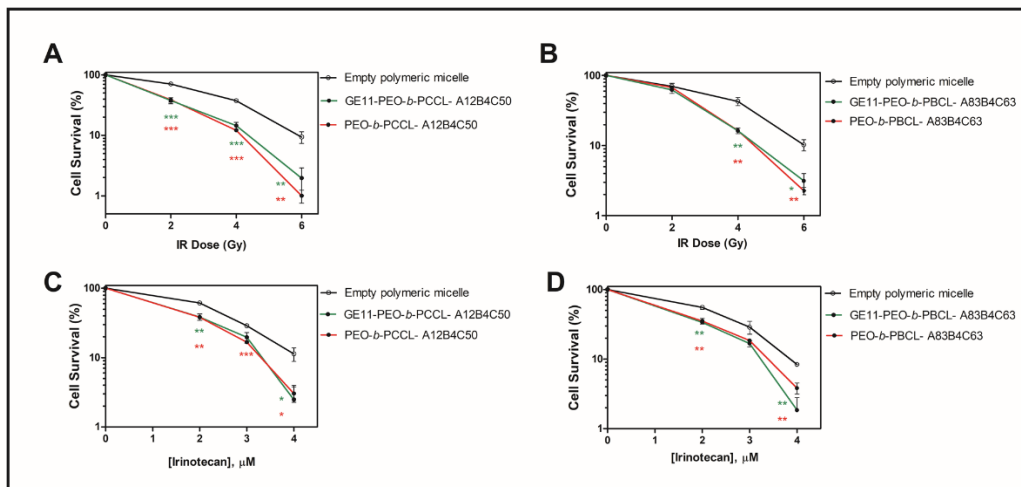 A
Cell Survival (%)
100
10
1
0
2
4
6
IR Dose (Gy)
***
***
***
***
**
**
Empty polymeric micelle
GE11-PEO-b-PCCL- A12B4C50
PEO-b-PCCL- A12B4C50
B
Cell Survival (%)
100
10
1
0
2
4
6
IR Dose (Gy)
**
**
*
**
Empty polymeric micelle
GE11-PEO-b-PBCL- A83B4C63
PEO-b-PBCL- A83B4C63
C
Cell Survival (%)
100
10
1
0
1
2
3
4
[Irinotecan], μM
**
**
***
*
*
Empty polymeric micelle
GE11-PEO-b-PCCL- A12B4C50
PEO-b-PCCL- A12B4C50
D
Cell Survival (%)
100
10
1
0
1
2
3
4
[Irinotecan], μM
**
**
**
**
Empty polymeric micelle
GE11-PEO-b-PBCL- A83B4C63
PEO-b-PBCL- A83B4C63